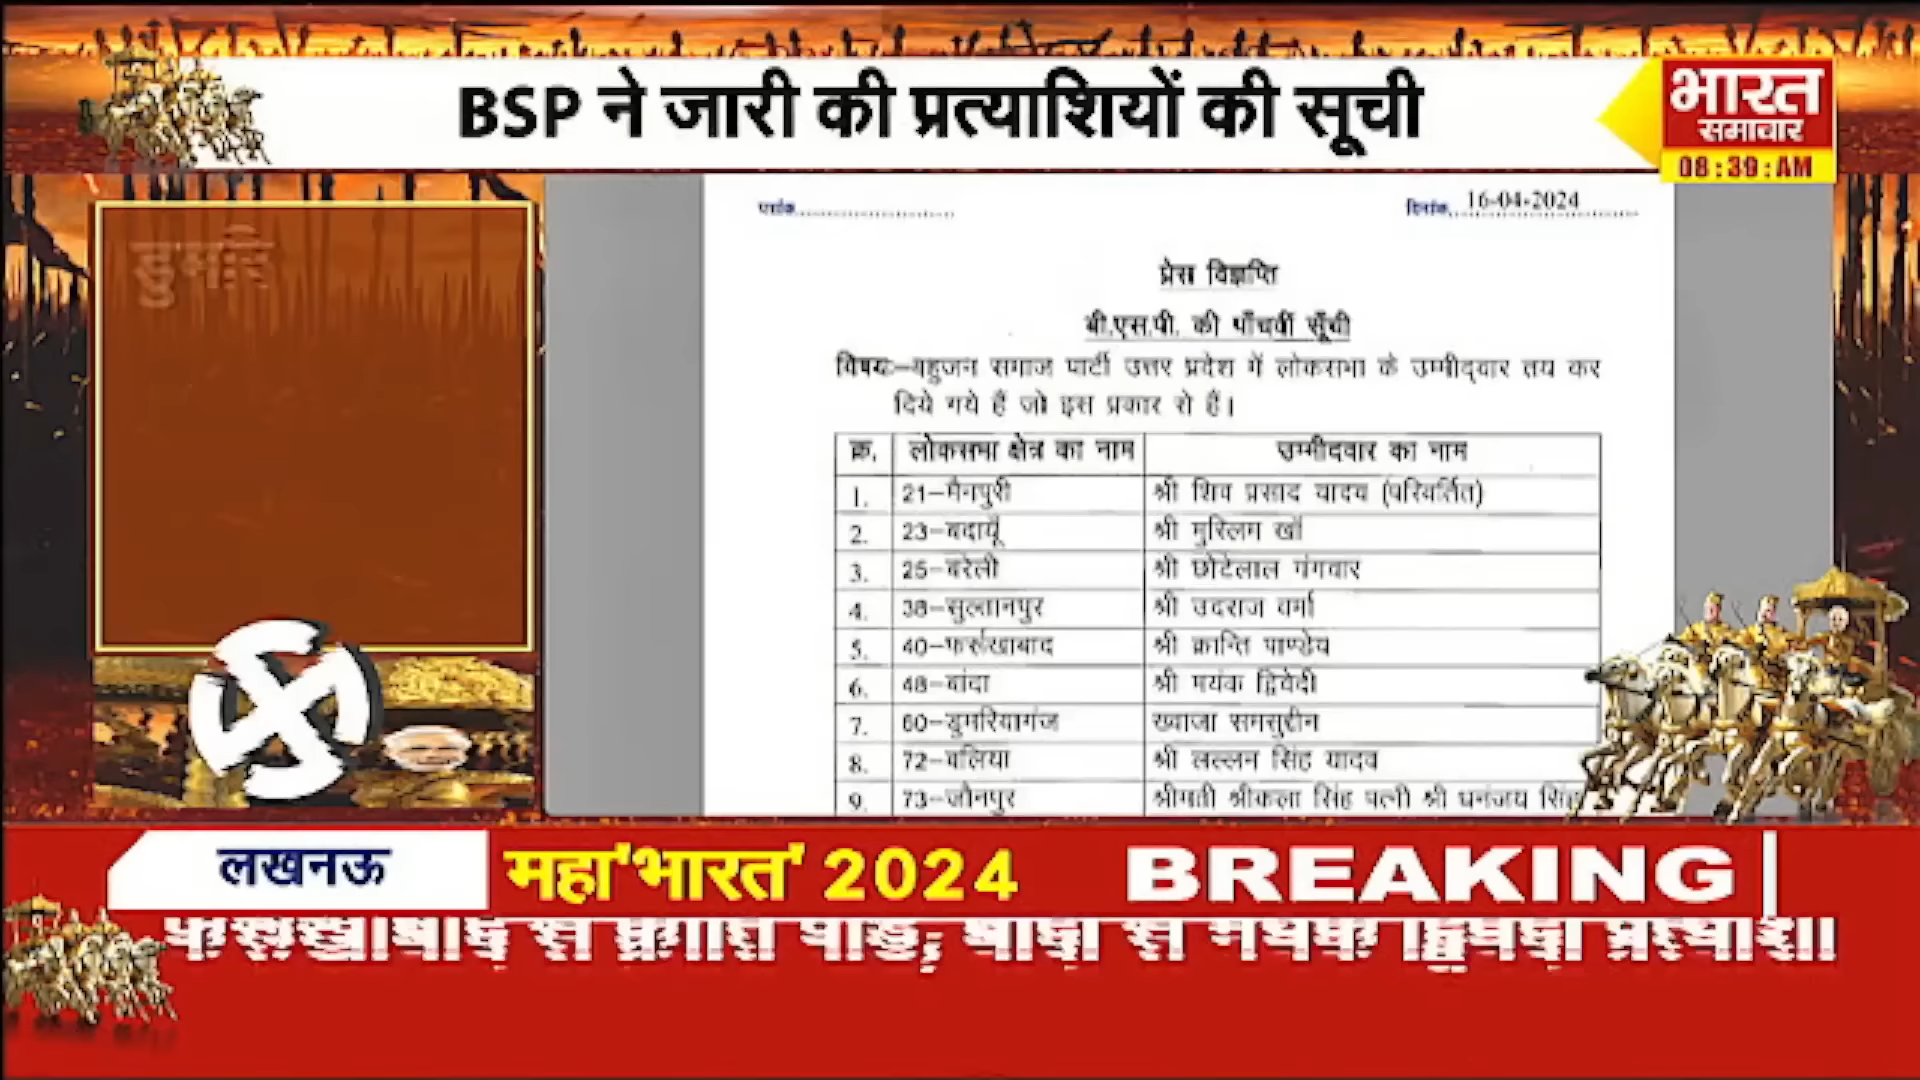 BSP ने जारी की प्रत्याशियों की सूची
भारत
समाचार
08:39:AM
डुमरि
पत्रांक
दिनांक 16-04-2024
प्रेस विज्ञप्ति
बी.एस.पी. की पाँचवीं सूँची
विषयः—बहुजन समाज पार्टी उत्तर प्रदेश में लोकसभा के उम्मीद्वार तय कर
दिये गये हैं जो इस प्रकार से हैं।
क्र. लोकसभा क्षेत्र का नाम उम्मीदवार का नाम
1. 21–मैनपुरी श्री शिव प्रसाद यादव (परिवर्तित)
2. 23–बदायूँ श्री मुस्लिम खाँ
3. 25–बरेली श्री छोटेलाल गंगवार
4. 38–सुल्तानपुर श्री उदराज वर्मा
5. 40–फर्रुखाबाद श्री क्रान्ति पाण्डेय
6. 48–बांदा श्री मयंक द्विवेदी
7. 60–डुमरियागंज ख्वाजा समसुद्दीन
8. 72–बलिया श्री लल्लन सिंह यादव
9. 73–जौनपुर श्रीमती श्रीकला सिंह पत्नी श्री धनंजय सिंह
लखनऊ
महा'भारत' 2024
BREAKING